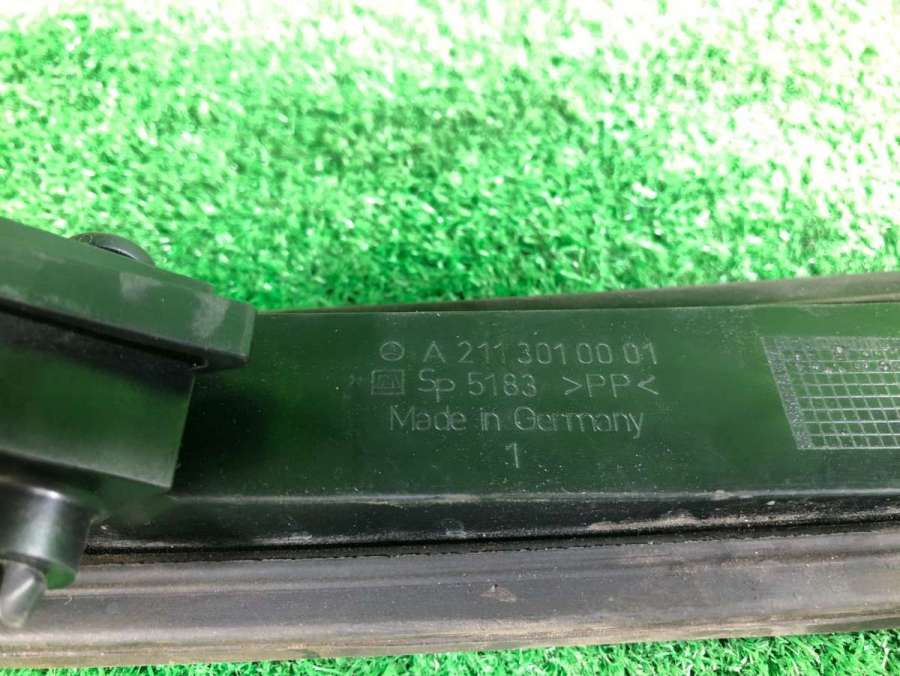 A 211 301 00 01
Sp 5183 >PP<
Made in Germany
1